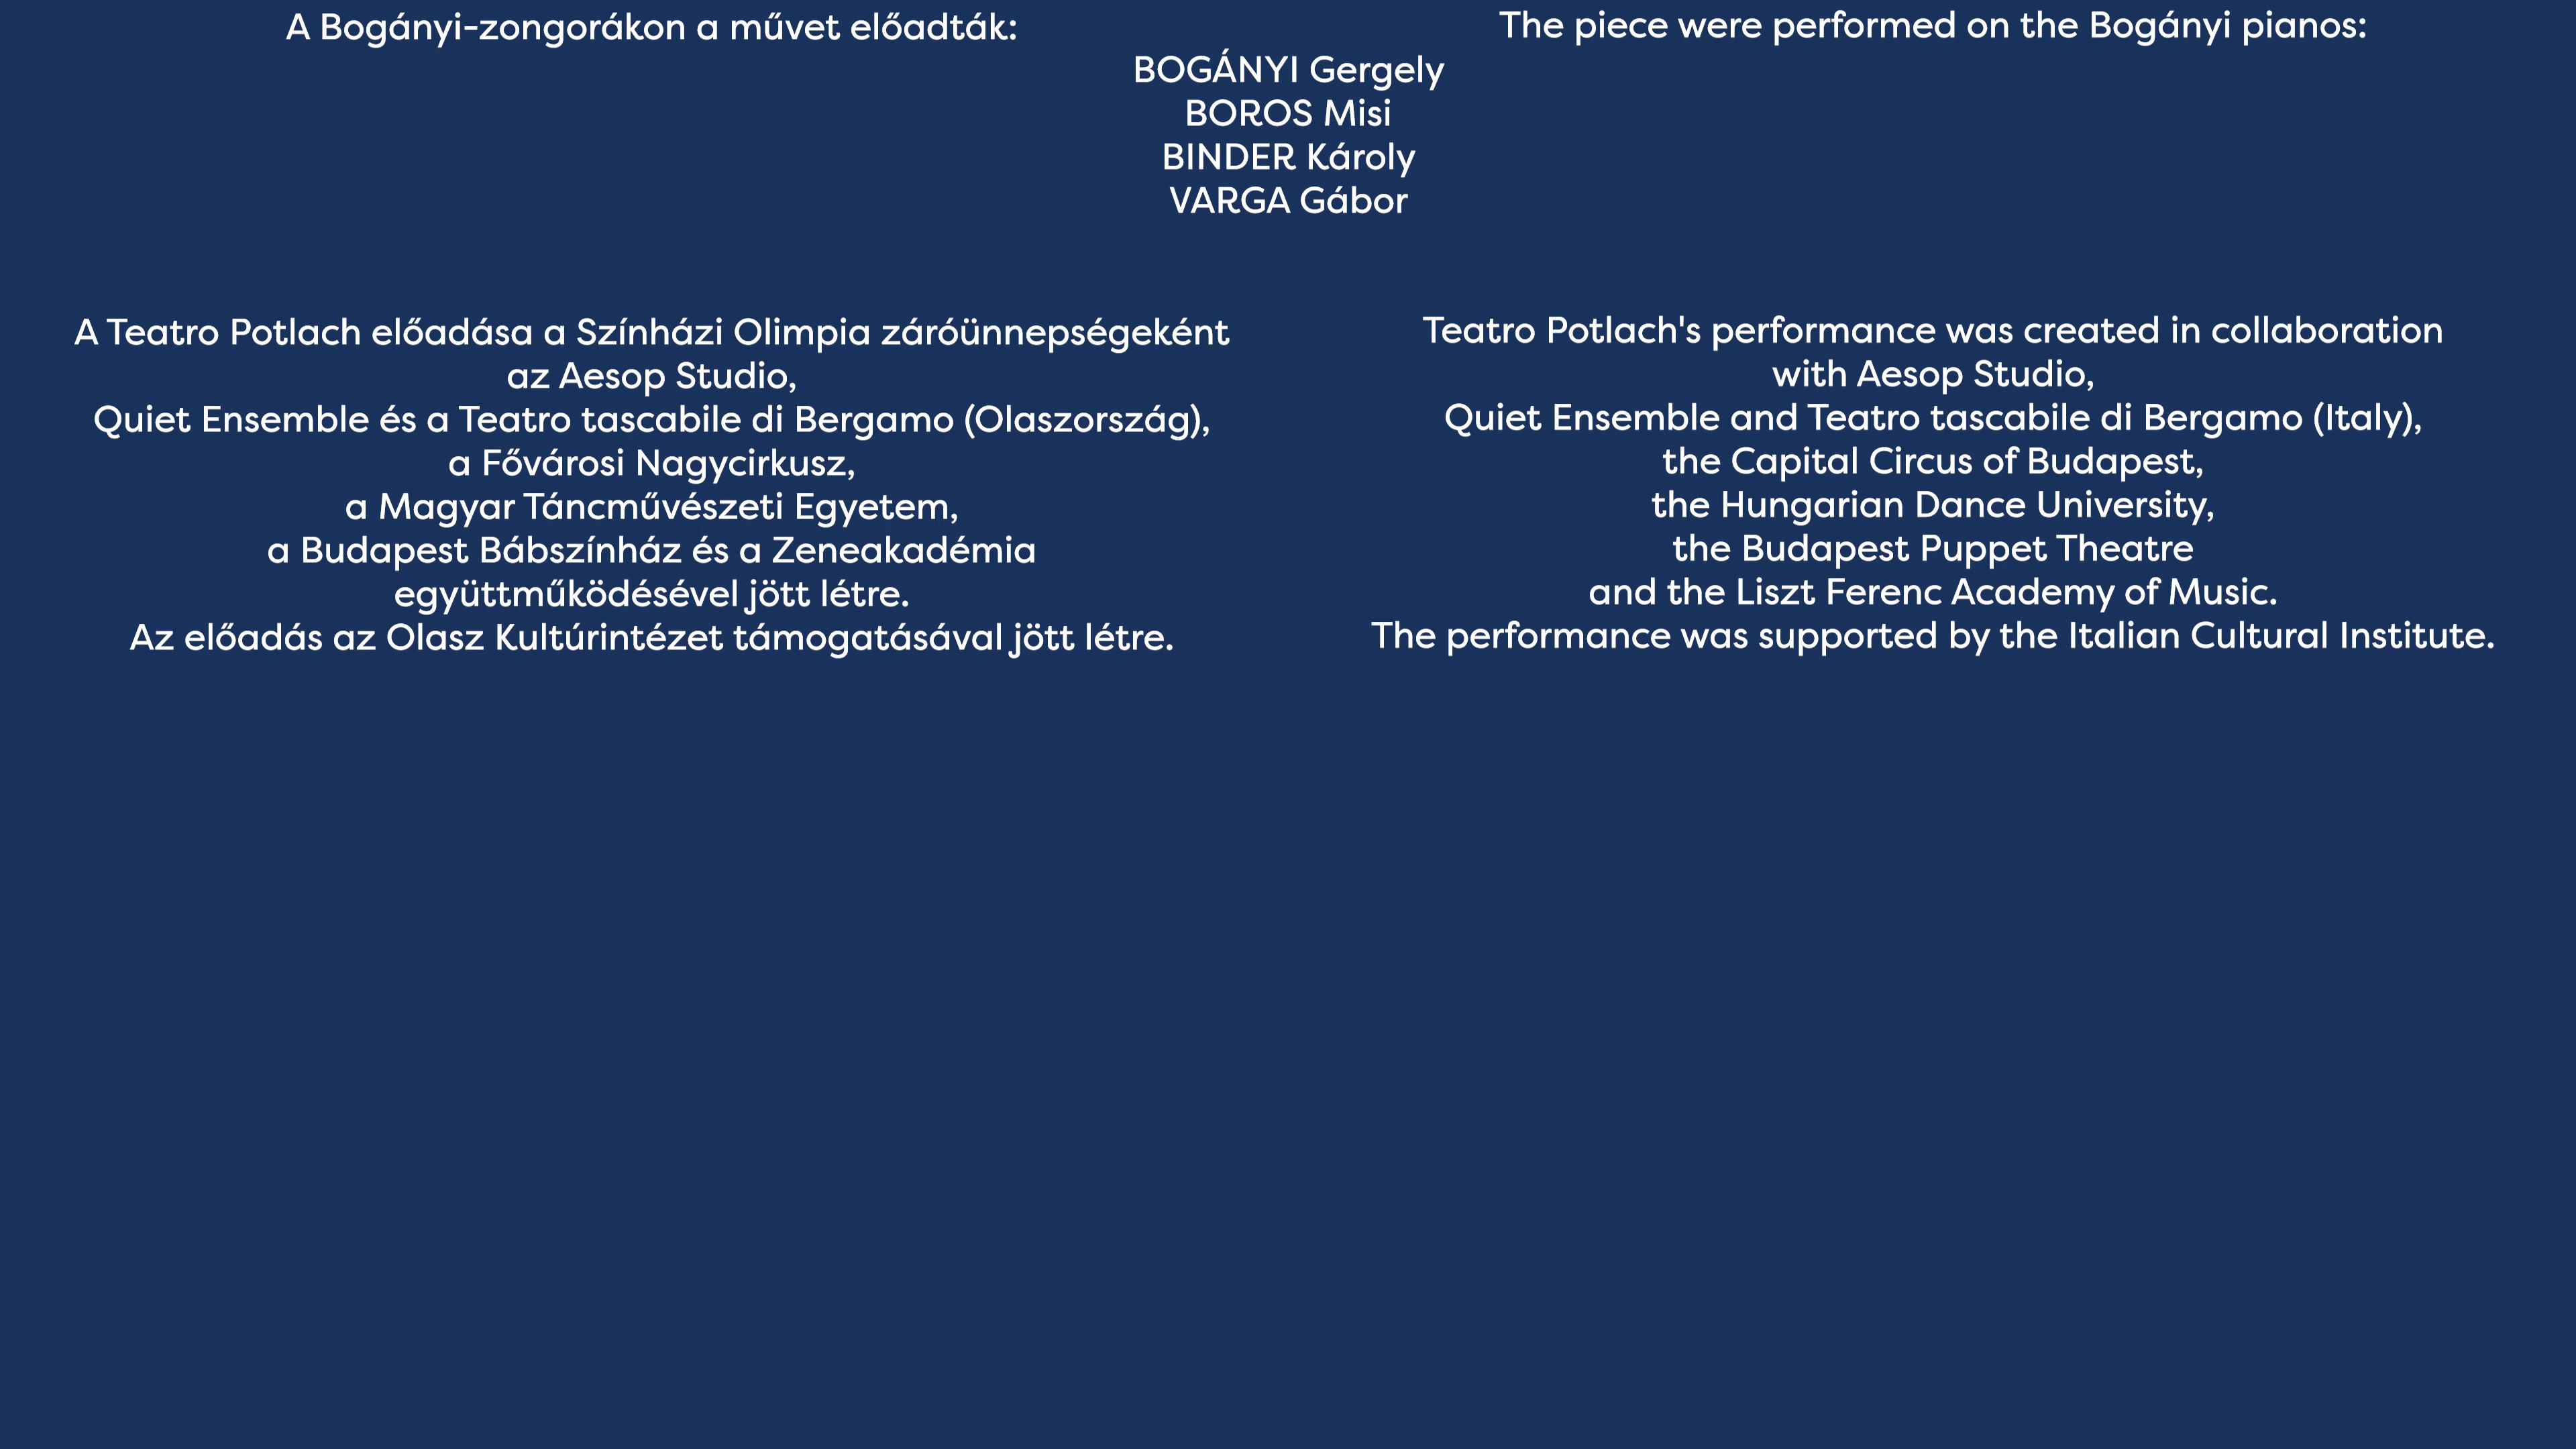 A Bogányi-zongorákon a művet előadták:
The piece were performed on the Bogányi pianos:
BOGÁNYI Gergely
BOROS Misi
BINDER Károly
VARGA Gábor
A Teatro Potlach előadása a Színházi Olimpia záróünnepségeként
az Aesop Studio,
Quiet Ensemble és a Teatro tascabile di Bergamo (Olaszország),
a Fővárosi Nagycirkusz,
a Magyar Táncművészeti Egyetem,
a Budapest Bábszínház és a Zeneakadémia
együttműködésével jött létre.
Az előadás az Olasz Kultúrintézet támogatásával jött létre.
Teatro Potlach's performance was created in collaboration
with Aesop Studio,
Quiet Ensemble and Teatro tascabile di Bergamo (Italy),
the Capital Circus of Budapest,
the Hungarian Dance University,
the Budapest Puppet Theatre
and the Liszt Ferenc Academy of Music.
The performance was supported by the Italian Cultural Institute.